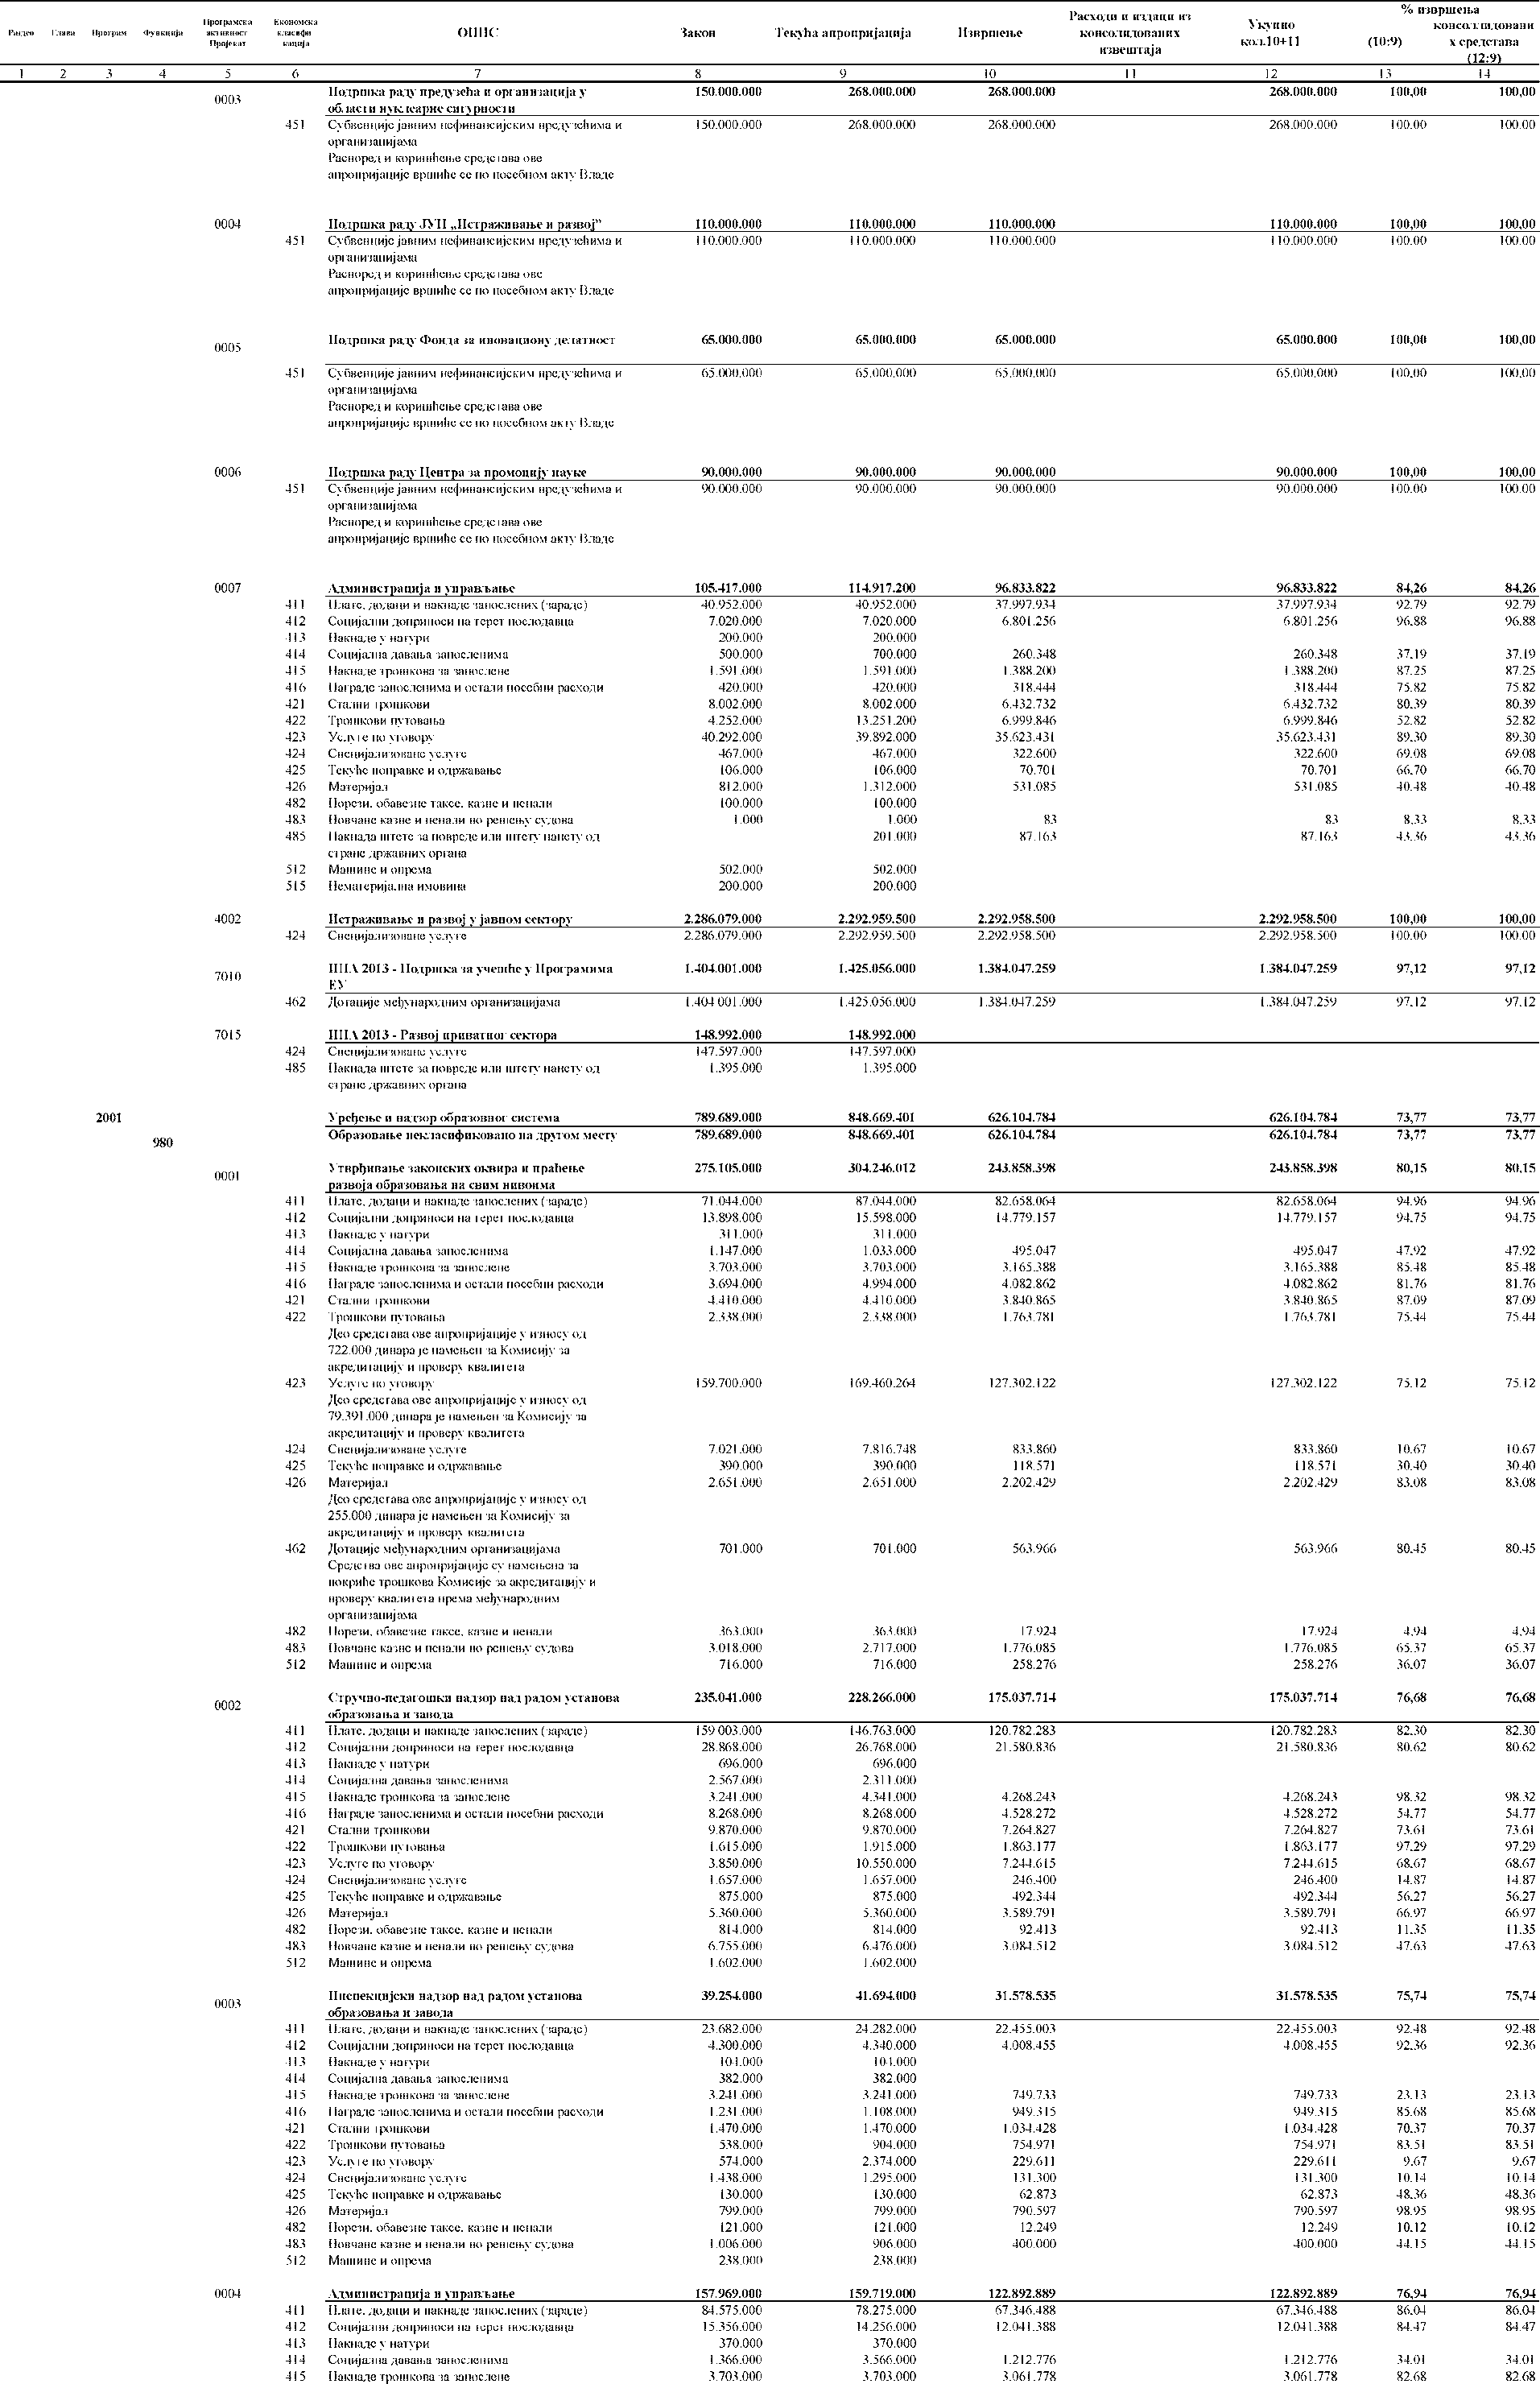 Раздео Глава Програм Функција Програмска активност Пројекат Економска класификација ОПИС Закон Текућа апропријација Извршење Расходи и издаци из консолидованих извештаја Укупно кол.10+11 % извршења (10:9) консолидованих средстава (12:9)
1 2 3 4 5 6 7 8 9 10 11 12 13 14
0003 Подршка раду предузећа и организација у 150.000.000 268.000.000 268.000.000 268.000.000 100,00 100,00
области нуклеарне сигурности
451 Субвенције јавним нефинансијским предузећима и 150.000.000 268.000.000 268.000.000 268.000.000 100,00 100,00
организацијама
Распоред и коришћење средстава ове
апропријације вршиће се по посебном акту Владе
0004 Подршка раду ЈУП „Истраживање и развој” 110.000.000 110.000.000 110.000.000 110.000.000 100,00 100,00
451 Субвенције јавним нефинансијским предузећима и 110.000.000 110.000.000 110.000.000 110.000.000 100,00 100,00
организацијама
Распоред и коришћење средстава ове
апропријације вршиће се по посебном акту Владе
0005 Подршка раду Фонда за иновациону делатност 65.000.000 65.000.000 65.000.000 65.000.000 100,00 100,00
451 Субвенције јавним нефинансијским предузећима и 65.000.000 65.000.000 65.000.000 65.000.000 100,00 100,00
организацијама
Распоред и коришћење средстава ове
апропријације вршиће се по посебном акту Владе
0006 Подршка раду Центра за промоцију науке 90.000.000 90.000.000 90.000.000 90.000.000 100,00 100,00
451 Субвенције јавним нефинансијским предузећима и 90.000.000 90.000.000 90.000.000 90.000.000 100,00 100,00
организацијама
Распоред и коришћење средстава ове
апропријације вршиће се по посебном акту Владе
0007 Администрација и управљање 105.417.000 114.917.200 96.833.822 96.833.822 84,26 84,26
411 Плате, додаци и накнаде запослених (зараде) 40.952.000 40.952.000 37.997.934 37.997.934 92,79 92,79
412 Социјални доприноси на терет послодавца 7.020.000 7.020.000 6.801.256 6.801.256 96,88 96,88
413 Накнаде у натури 200.000 200.000
414 Социјална давања запосленима 500.000 700.000 260.348 260.348 37,19 37,19
415 Накнаде трошкова за запослене 1.591.000 1.591.000 1.388.200 1.388.200 87,25 87,25
416 Награде запосленима и остали посебни расходи 420.000 420.000 318.444 318.444 75,82 75,82
421 Стални трошкови 8.002.000 8.002.000 6.432.732 6.432.732 80,39 80,39
422 Трошкови путовања 4.252.000 13.251.200 6.999.846 6.999.846 52,82 52,82
423 Услуге по уговору 40.292.000 39.892.000 35.623.431 35.623.431 89,30 89,30
424 Специјализоване услуге 467.000 467.000 322.600 322.600 69,08 69,08
425 Текуће поправке и одржавање 106.000 106.000 70.701 70.701 66,70 66,70
426 Материјал 812.000 1.312.000 531.085 531.085 40,48 40,48
482 Порези, обавезне таксе, казне и пенали 100.000 100.000
483 Новчане казне и пенали по решењу судова 1.000 1.000 83 83 8,33 8,33
485 Накнада штете за повреде или штету нанету од 201.000 87.163 87.163 43,36 43,36
стране државних органа
512 Машине и опрема 502.000 502.000
515 Нематеријална имовина 200.000 200.000
4002 Истраживање и развој у јавном сектору 2.286.079.000 2.292.959.500 2.292.958.500 2.292.958.500 100,00 100,00
424 Специјализоване услуге 2.286.079.000 2.292.959.500 2.292.958.500 2.292.958.500 100,00 100,00
7010 ИПА 2013 - Подршка за учешће у Програмима 1.404.001.000 1.425.056.000 1.384.047.259 1.384.047.259 97,12 97,12
ЕУ
462 Дотације међународним организацијама 1.404.001.000 1.425.056.000 1.384.047.259 1.384.047.259 97,12 97,12
7015 ИПА 2013 - Развој приватног сектора 148.992.000 148.992.000
424 Специјализоване услуге 147.597.000 147.597.000
485 Накнада штете за повреде или штету нанету од 1.395.000 1.395.000
стране државних органа
2001 Уређење и надзор образовног система 789.689.000 848.669.401 626.104.784 626.104.784 73,77 73,77
980 Образовање некласификовано на другом месту 789.689.000 848.669.401 626.104.784 626.104.784 73,77 73,77
0001 Утврђивање законских оквира и праћење 275.105.000 304.246.012 243.858.398 243.858.398 80,15 80,15
развоја образовања на свим нивоима
411 Плате, додаци и накнаде запослених (зараде) 71.044.000 87.044.000 82.658.064 82.658.064 94,96 94,96
412 Социјални доприноси на терет послодавца 13.898.000 15.598.000 14.779.157 14.779.157 94,75 94,75
413 Накнаде у натури 311.000 311.000
414 Социјална давања запосленима 1.147.000 1.033.000 495.047 495.047 47,92 47,92
415 Накнаде трошкова за запослене 3.703.000 3.703.000 3.165.388 3.165.388 85,48 85,48
416 Награде запосленима и остали посебни расходи 3.694.000 4.994.000 4.082.862 4.082.862 81,76 81,76
421 Стални трошкови 4.410.000 4.410.000 3.840.865 3.840.865 87,09 87,09
422 Трошкови путовања 2.338.000 2.338.000 1.763.781 1.763.781 75,44 75,44
Део средстава ове апропријације у износу од
722.000 динара је намењен за Комисију за
акредитацију и проверу квалитета
423 Услуге по уговору 159.700.000 169.460.264 127.302.122 127.302.122 75,12 75,12
Део средстава ове апропријације у износу од
79.391.000 динара је намењен за Комисију за
акредитацију и проверу квалитета
424 Специјализоване услуге 7.021.000 7.816.748 833.860 833.860 10,67 10,67
425 Текуће поправке и одржавање 390.000 390.000 118.571 118.571 30,40 30,40
426 Материјал 2.651.000 2.651.000 2.202.429 2.202.429 83,08 83,08
Део средстава ове апропријације у износу од
255.000 динара је намењен за Комисију за
акредитацију и проверу квалитета
462 Дотације међународним организацијама 701.000 701.000 563.966 563.966 80,45 80,45
Средства ове апропријације су намењена за
покриће трошкова Комисије за акредитацију и
проверу квалитета према међународним
организацијама
482 Порези, обавезне таксе, казне и пенали 363.000 363.000 17.924 17.924 4,94 4,94
483 Новчане казне и пенали по решењу судова 3.018.000 2.717.000 1.776.085 1.776.085 65,37 65,37
512 Машине и опрема 716.000 716.000 258.276 258.276 36,07 36,07
0002 Стручно-педагошки надзор над радом установа 235.041.000 228.266.000 175.037.714 175.037.714 76,68 76,68
образовања и завода
411 Плате, додаци и накнаде запослених (зараде) 159.003.000 146.763.000 120.782.283 120.782.283 82,30 82,30
412 Социјални доприноси на терет послодавца 28.868.000 26.768.000 21.580.836 21.580.836 80,62 80,62
413 Накнаде у натури 696.000 696.000
414 Социјална давања запосленима 2.567.000 2.311.000
415 Накнаде трошкова за запослене 3.241.000 4.341.000 4.268.243 4.268.243 98,32 98,32
416 Награде запосленима и остали посебни расходи 8.268.000 8.268.000 4.528.272 4.528.272 54,77 54,77
421 Стални трошкови 9.870.000 9.870.000 7.264.827 7.264.827 73,61 73,61
422 Трошкови путовања 1.615.000 1.915.000 1.863.177 1.863.177 97,29 97,29
423 Услуге по уговору 3.850.000 10.550.000 7.244.615 7.244.615 68,67 68,67
424 Специјализоване услуге 1.657.000 1.657.000 246.400 246.400 14,87 14,87
425 Текуће поправке и одржавање 875.000 875.000 492.344 492.344 56,27 56,27
426 Материјал 5.360.000 5.360.000 3.589.791 3.589.791 66,97 66,97
482 Порези, обавезне таксе, казне и пенали 814.000 814.000 92.413 92.413 11,35 11,35
483 Новчане казне и пенали по решењу судова 6.755.000 6.476.000 3.084.512 3.084.512 47,63 47,63
512 Машине и опрема 1.602.000 1.602.000
0003 Инспекцијски надзор над радом установа 39.254.000 41.694.000 31.578.535 31.578.535 75,74 75,74
образовања и завода
411 Плате, додаци и накнаде запослених (зараде) 23.682.000 24.282.000 22.455.003 22.455.003 92,48 92,48
412 Социјални доприноси на терет послодавца 4.300.000 4.340.000 4.008.455 4.008.455 92,36 92,36
413 Накнаде у натури 104.000 104.000
414 Социјална давања запосленима 382.000 382.000
415 Накнаде трошкова за запослене 3.241.000 3.241.000 749.733 749.733 23,13 23,13
416 Награде запосленима и остали посебни расходи 1.231.000 1.108.000 949.315 949.315 85,68 85,68
421 Стални трошкови 1.470.000 1.470.000 1.034.428 1.034.428 70,37 70,37
422 Трошкови путовања 538.000 904.000 754.971 754.971 83,51 83,51
423 Услуге по уговору 574.000 2.374.000 229.611 229.611 9,67 9,67
424 Специјализоване услуге 1.438.000 1.295.000 131.300 131.300 10,14 10,14
425 Текуће поправке и одржавање 130.000 130.000 62.873 62.873 48,36 48,36
426 Материјал 799.000 799.000 790.597 790.597 98,95 98,95
482 Порези, обавезне таксе, казне и пенали 121.000 121.000 12.249 12.249 10,12 10,12
483 Новчане казне и пенали по решењу судова 1.006.000 906.000 400.000 400.000 44,15 44,15
512 Машине и опрема 238.000 238.000
0004 Администрација и управљање 157.969.000 159.719.000 122.892.889 122.892.889 76,94 76,94
411 Плате, додаци и накнаде запослених (зараде) 84.575.000 78.275.000 67.346.488 67.346.488 86,04 86,04
412 Социјални доприноси на терет послодавца 15.356.000 14.256.000 12.041.388 12.041.388 84,47 84,47
413 Накнаде у натури 370.000 370.000
414 Социјална давања запосленима 1.366.000 3.566.000 1.212.776 1.212.776 34,01 34,01
415 Накнаде трошкова за запослене 3.703.000 3.703.000 3.061.778 3.061.778 82,68 82,68